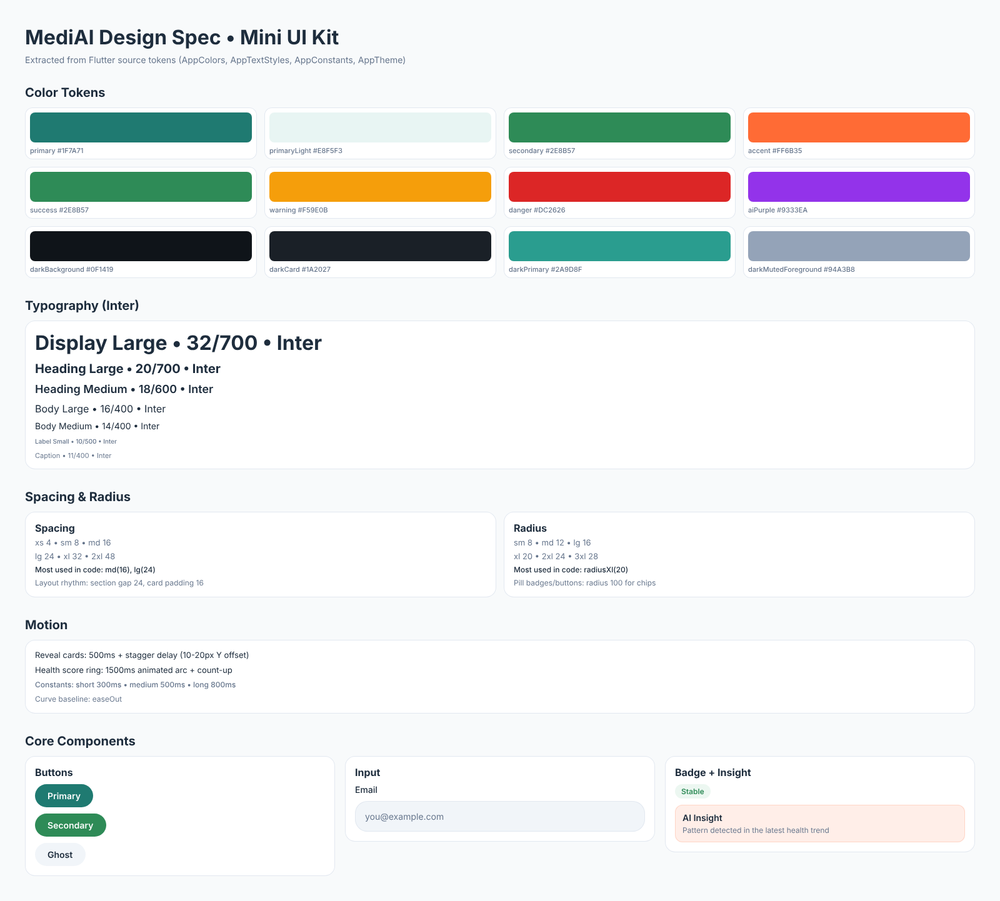 MediAI Design Spec • Mini UI Kit
Extracted from Flutter source tokens (AppColors, AppTextStyles, AppConstants, AppTheme)
Color Tokens
primary #1F7A71
primaryLight #E8F5F3
secondary #2E8B57
accent #FF6B35
success #2E8B57
warning #F59E0B
danger #DC2626
aiPurple #9333EA
darkBackground #0F1419
darkCard #1A2027
darkPrimary #2A9D8F
darkMutedForeground #94A3B8
Typography (Inter)
Display Large • 32/700 • Inter
Heading Large • 20/700 • Inter
Heading Medium • 18/600 • Inter
Body Large • 16/400 • Inter
Body Medium • 14/400 • Inter
Label Small • 10/500 • Inter
Caption • 11/400 • Inter
Spacing & Radius
Spacing
xs 4 • sm 8 • md 16
lg 24 • xl 32 • 2xl 48
Most used in code: md(16), lg(24)
Layout rhythm: section gap 24, card padding 16
Radius
sm 8 • md 12 • lg 16
xl 20 • 2xl 24 • 3xl 28
Most used in code: radiusXl(20)
Pill badges/buttons: radius 100 for chips
Motion
Reveal cards: 500ms + stagger delay (10-20px Y offset)
Health score ring: 1500ms animated arc + count-up
Constants: short 300ms • medium 500ms • long 800ms
Curve baseline: easeOut
Core Components
Buttons
Primary
Secondary
Ghost
Input
Email
you@example.com
Badge + Insight
Stable
AI Insight
Pattern detected in the latest health trend